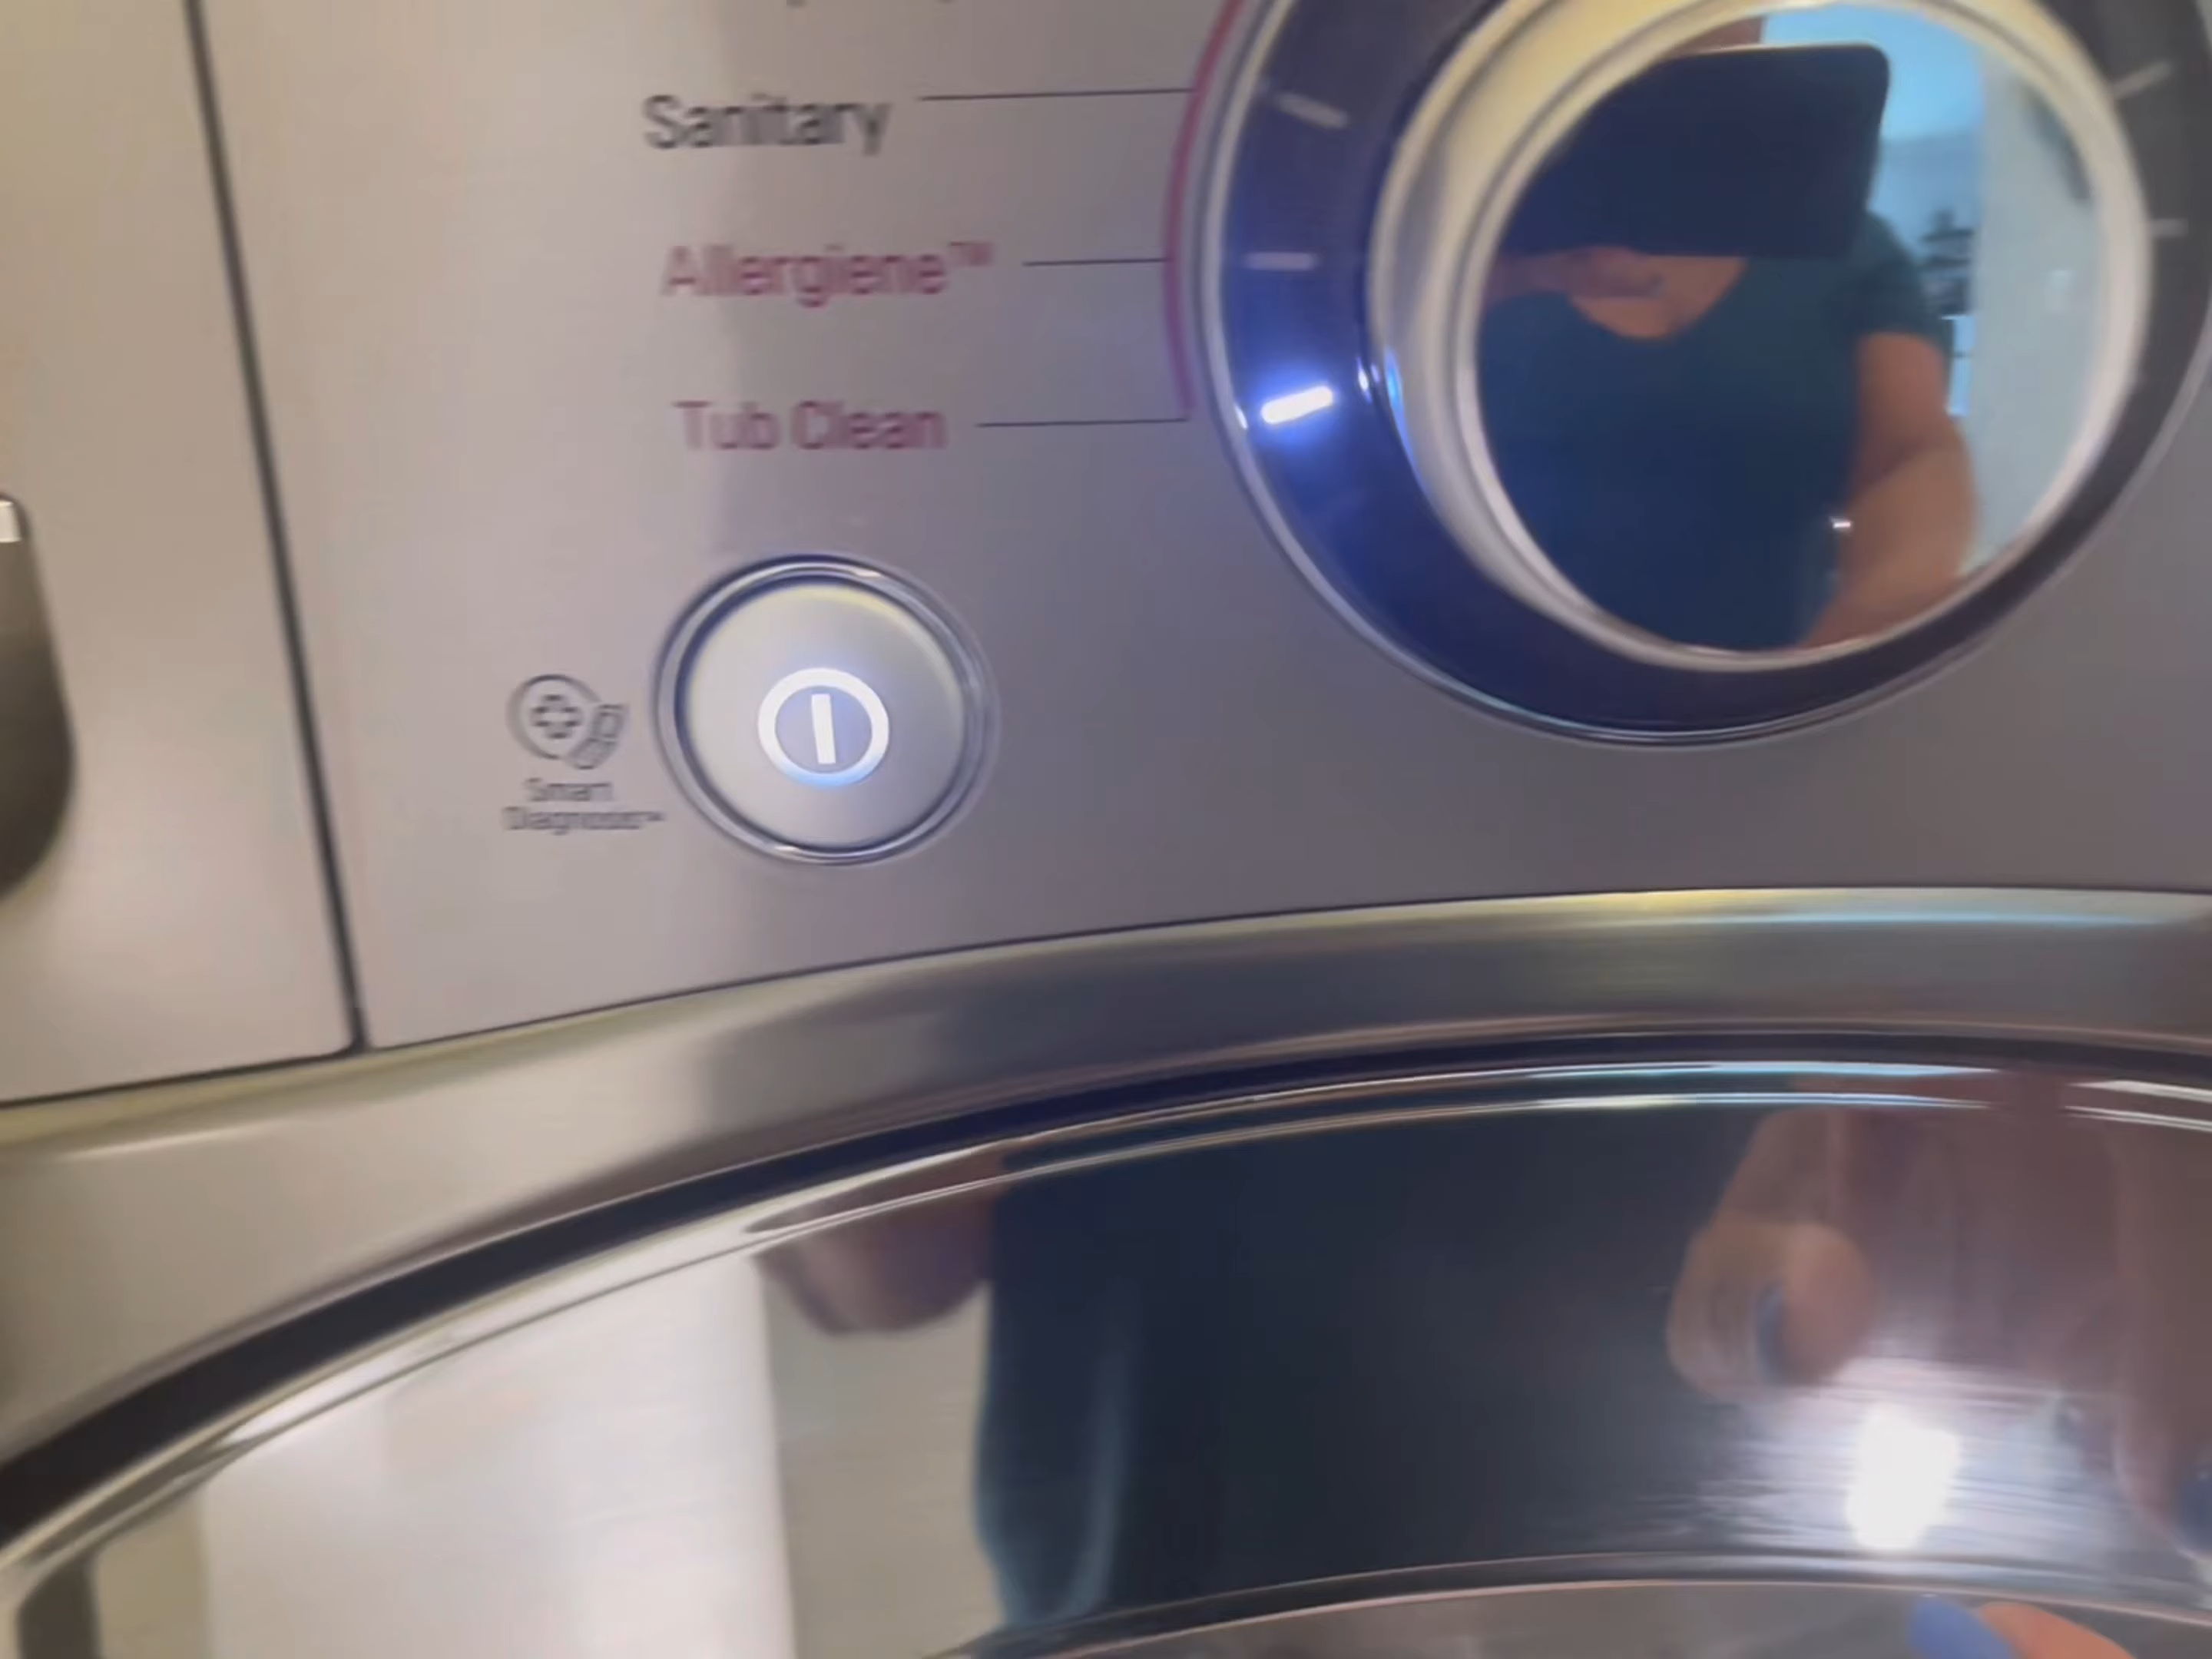 Sanitary
Allergiene™
Tub Clean
Smart
Diagnosis™